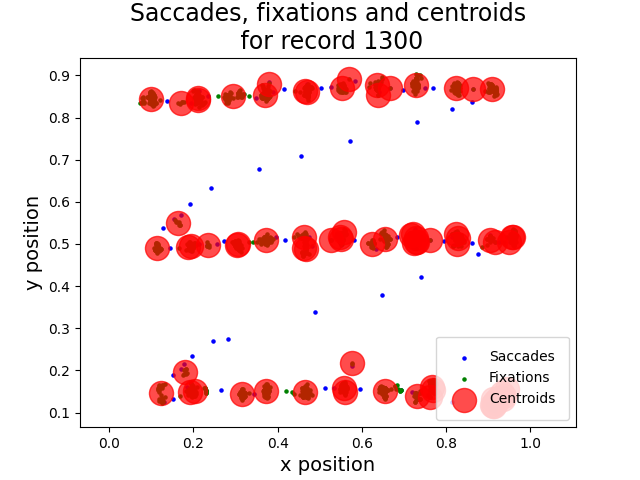 Saccades, fixations and centroids
for record 1300
y position
0.9
0.8
0.7
0.6
0.5
0.4
0.3
0.2
0.1
Saccades
Fixations
Centroids
0.0 0.2 0.4 0.6 0.8 1.0
x position